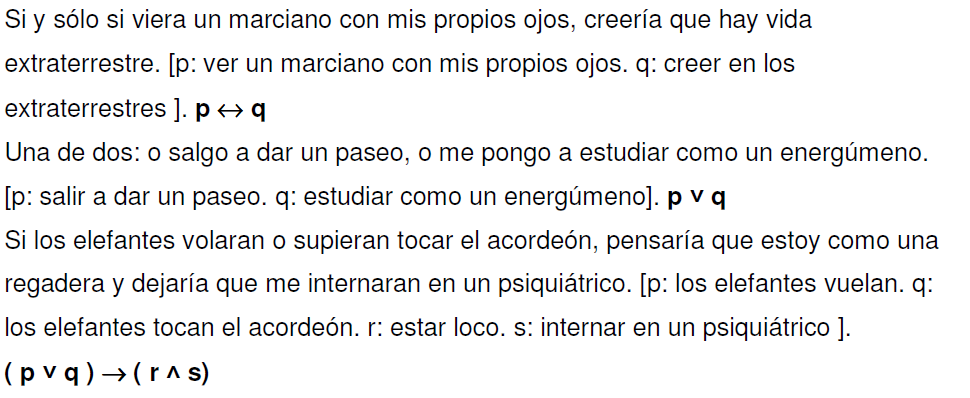 Si y sólo si viera un marciano con mis propios ojos, creería que hay vida
extraterrestre. [p: ver un marciano con mis propios ojos. q: creer en los
extraterrestres ]. p ↔ q
Una de dos: o salgo a dar un paseo, o me pongo a estudiar como un energúmeno.
[p: salir a dar un paseo. q: estudiar como un energúmeno]. p ˅ q
Si los elefantes volaran o supieran tocar el acordeón, pensaría que estoy como una
regadera y dejaría que me internaran en un psiquiátrico. [p: los elefantes vuelan. q:
los elefantes tocan el acordeón. r: estar loco. s: internar en un psiquiátrico ].
( p ˅ q ) → ( r ˄ s)